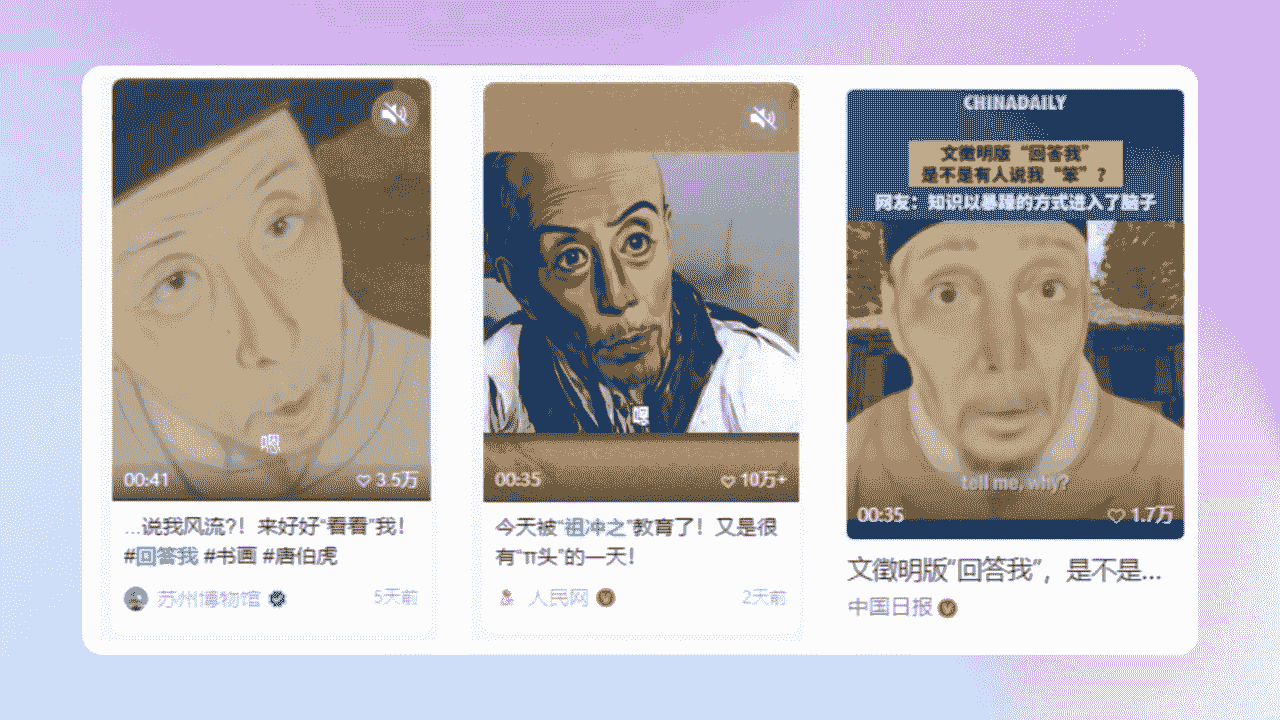 嗯
00:41
3.5万
…说我风流?！来好好“看看”我！
#回答我 #书画 #唐伯虎
苏州博物馆
5天前
嗯
00:35
10万+
今天被“祖冲之”教育了！又是很
有“π头”的一天！
人民网
2天前
CHINADAILY
文徵明版“回答我”
是不是有人说我“笨”？
网友：知识以暴躁的方式进入了脑子
tell me, why?
00:35
1.7万
文徵明版“回答我”，是不是...
中国日报